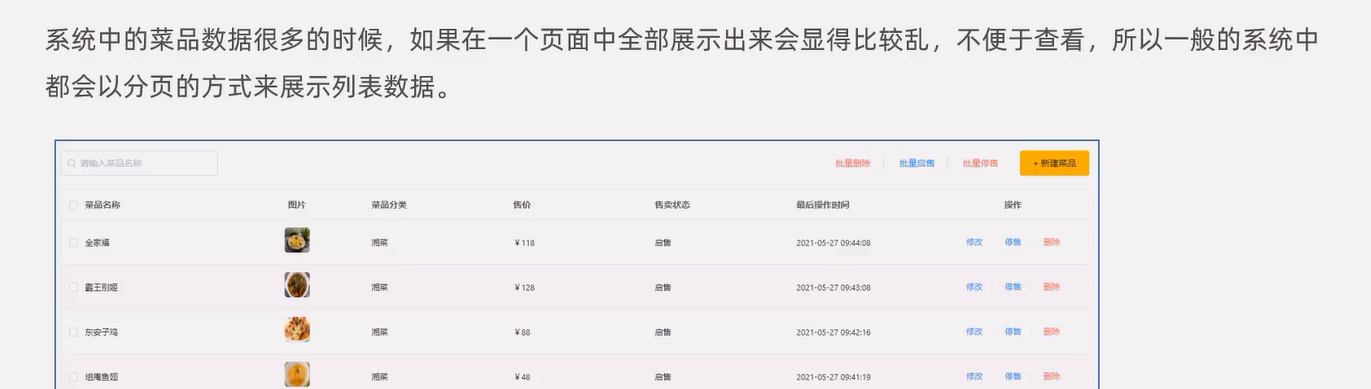 系统中的菜品数据很多的时候，如果在一个页面中全部展示出来会显得比较乱，不便于查看，所以一般的系统中
都会以分页的方式来展示列表数据。
请输入菜品名称 批量删除 批量启售 批量停售 + 新建菜品
菜品名称 图片 菜品分类 售价 售卖状态 最后操作时间 操作
全家福 湘菜 ¥ 118 启售 2021-05-27 09:44:08 修改 停售 删除
霸王别姬 湘菜 ¥ 128 启售 2021-05-27 09:43:08 修改 停售 删除
东安子鸡 湘菜 ¥ 88 启售 2021-05-27 09:42:16 修改 停售 删除
组庵鱼翅 湘菜 ¥ 48 启售 2021-05-27 09:41:19 修改 停售 删除